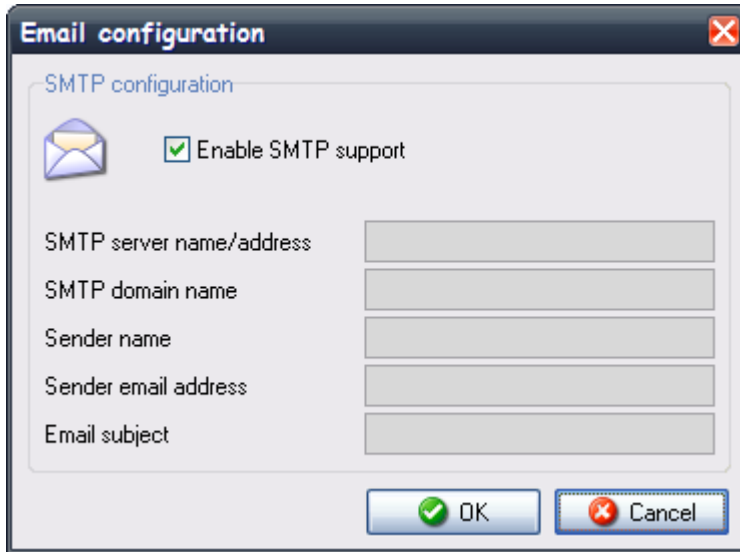 Email configuration
SMTP configuration
Enable SMTP support
SMTP server name/address
SMTP domain name
Sender name
Sender email address
Email subject
OK
Cancel